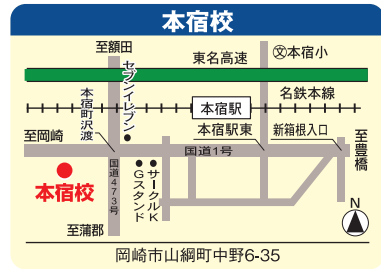 本宿校
至額田
東名高速
文本宿小
セブンイレブン
名鉄本線
本宿駅
本宿町沢渡
本宿駅東
新箱根入口
至岡崎
国道1号
至豊橋
国道473号
サークルK
Gスタンド
本宿校
至蒲郡
N
岡崎市山綱町中野6-35